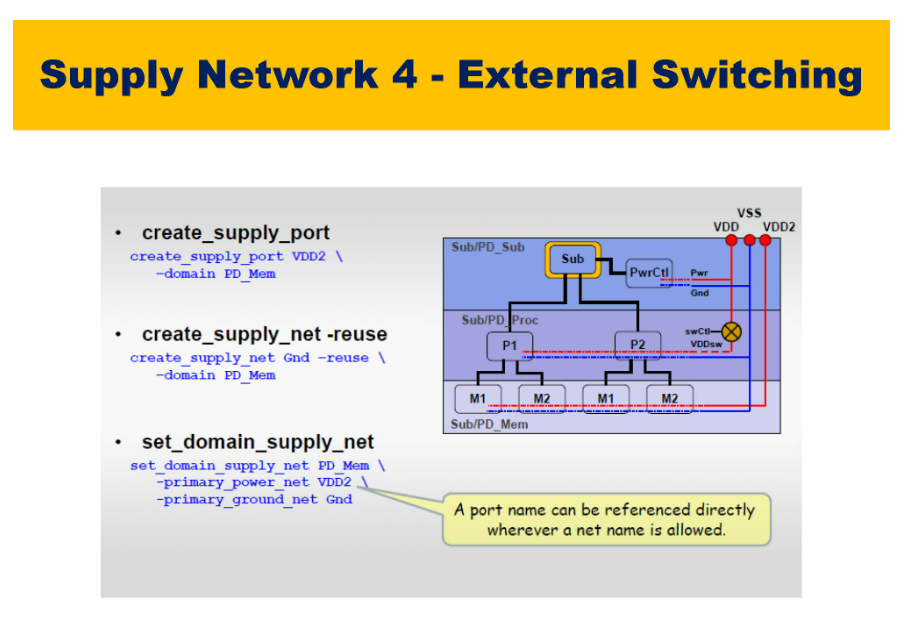 Supply Network 4 - External Switching
• create_supply_port
create_supply_port VDD2 \
-domain PD_Mem
• create_supply_net -reuse
create_supply_net Gnd -reuse \
-domain PD_Mem
• set_domain_supply_net
set_domain_supply_net PD_Mem \
-primary_power_net VDD2 \
-primary_ground_net Gnd
VSS
VDD VDD2
Sub/PD_Sub
Sub
PwrCtl
Pwr
Gnd
Sub/PD_Proc
P1
P2
swCtl
VDDsw
M1 M2 M1 M2
Sub/PD_Mem
A port name can be referenced directly
wherever a net name is allowed.